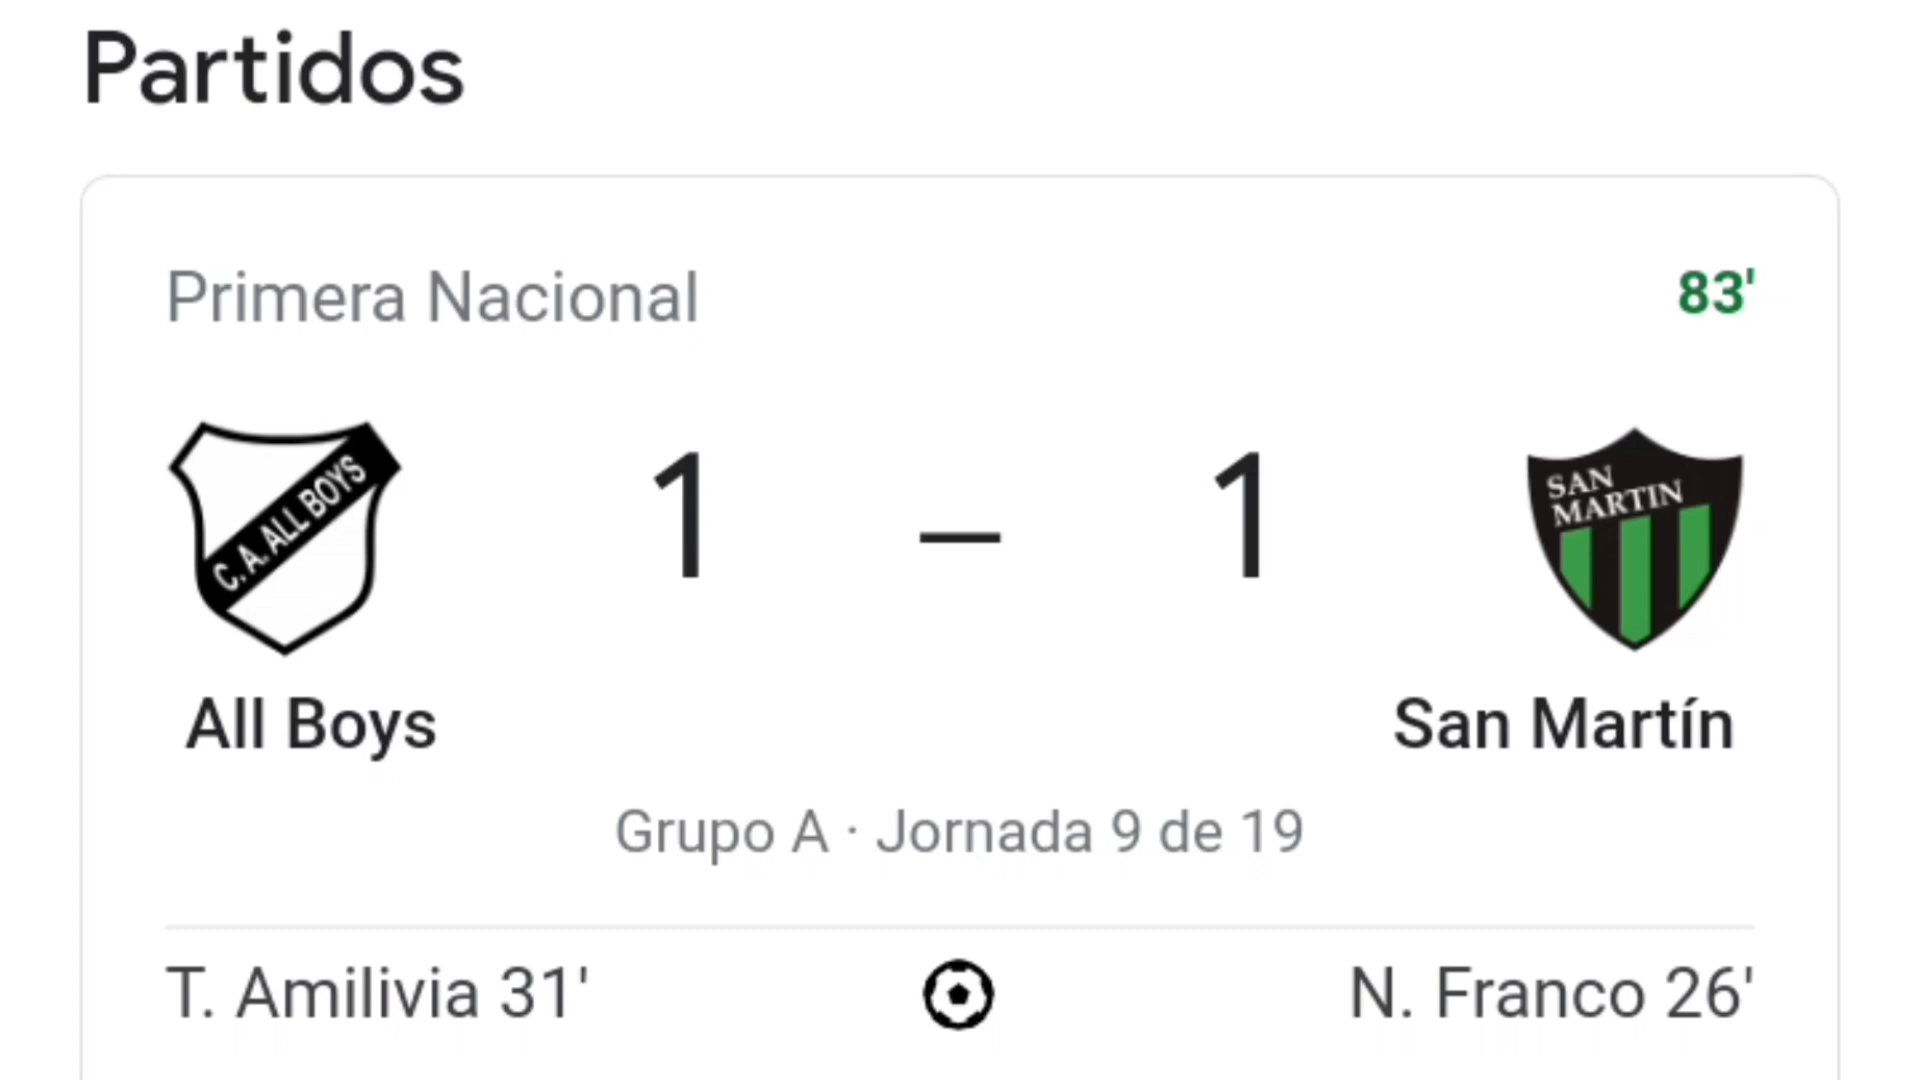 Partidos
Primera Nacional 83'
C. A. ALL BOYS
1 – 1
SAN
MARTIN
All Boys San Martín
Grupo A · Jornada 9 de 19
T. Amilivia 31' N. Franco 26'